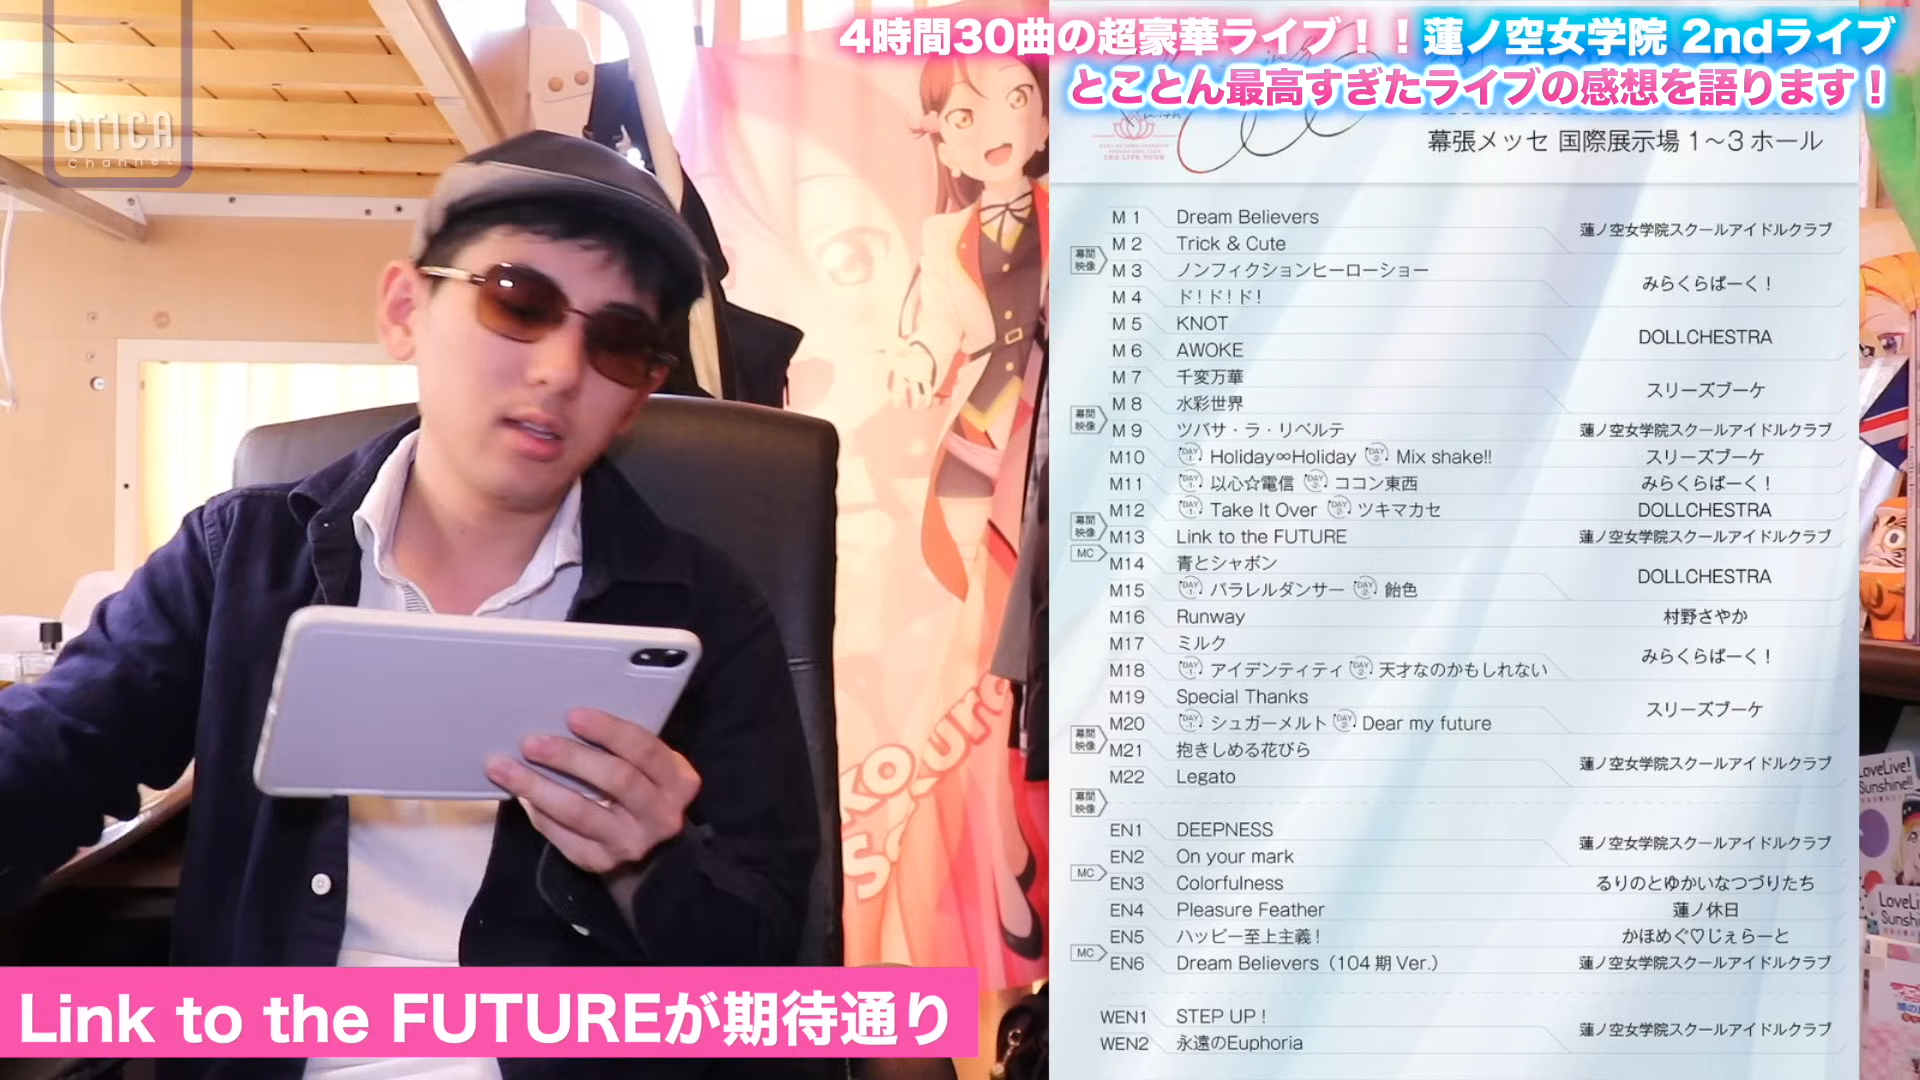 4時間30曲の超豪華ライブ！！蓮ノ空女学院 2ndライブ
とことん最高すぎたライブの感想を語ります！
OTICA
Channel
幕張メッセ 国際展示場 1～3ホール
M 1 Dream Believers 蓮ノ空女学院スクールアイドルクラブ
M 2 Trick & Cute
幕間映像
M 3 ノンフィクションヒーローショー みらくらぱーく！
M 4 ド！ド！ド！
M 5 KNOT DOLLCHESTRA
M 6 AWOKE
M 7 千変万華 スリーズブーケ
M 8 水彩世界
幕間映像
M 9 ツバサ・ラ・リベルテ 蓮ノ空女学院スクールアイドルクラブ
M10 DAY1 Holiday∞Holiday DAY2 Mix shake!! スリーズブーケ
M11 DAY1 以心☆電信 DAY2 ココン東西 みらくらぱーく！
M12 DAY1 Take It Over DAY2 ツキマカセ DOLLCHESTRA
幕間映像
M13 Link to the FUTURE 蓮ノ空女学院スクールアイドルクラブ
MC
M14 青とシャボン DOLLCHESTRA
M15 DAY1 パラレルダンサー DAY2 飴色
M16 Runway 村野さやか
M17 ミルク みらくらぱーく！
M18 DAY1 アイデンティティ DAY2 天才なのかもしれない
M19 Special Thanks スリーズブーケ
M20 DAY1 シュガーメルト DAY2 Dear my future
幕間映像
M21 抱きしめる花びら 蓮ノ空女学院スクールアイドルクラブ
M22 Legato
幕間映像
EN1 DEEPNESS 蓮ノ空女学院スクールアイドルクラブ
EN2 On your mark
MC
EN3 Colorfulness るりのとゆかいなつづりたち
EN4 Pleasure Feather 蓮ノ休日
EN5 ハッピー至上主義！ かほめぐ♡じぇらーと
MC
EN6 Dream Believers（104期 Ver.） 蓮ノ空女学院スクールアイドルクラブ
WEN1 STEP UP！ 蓮ノ空女学院スクールアイドルクラブ
WEN2 永遠のEuphoria
LoveLive!
Sunshine!!
Link to the FUTUREが期待通り